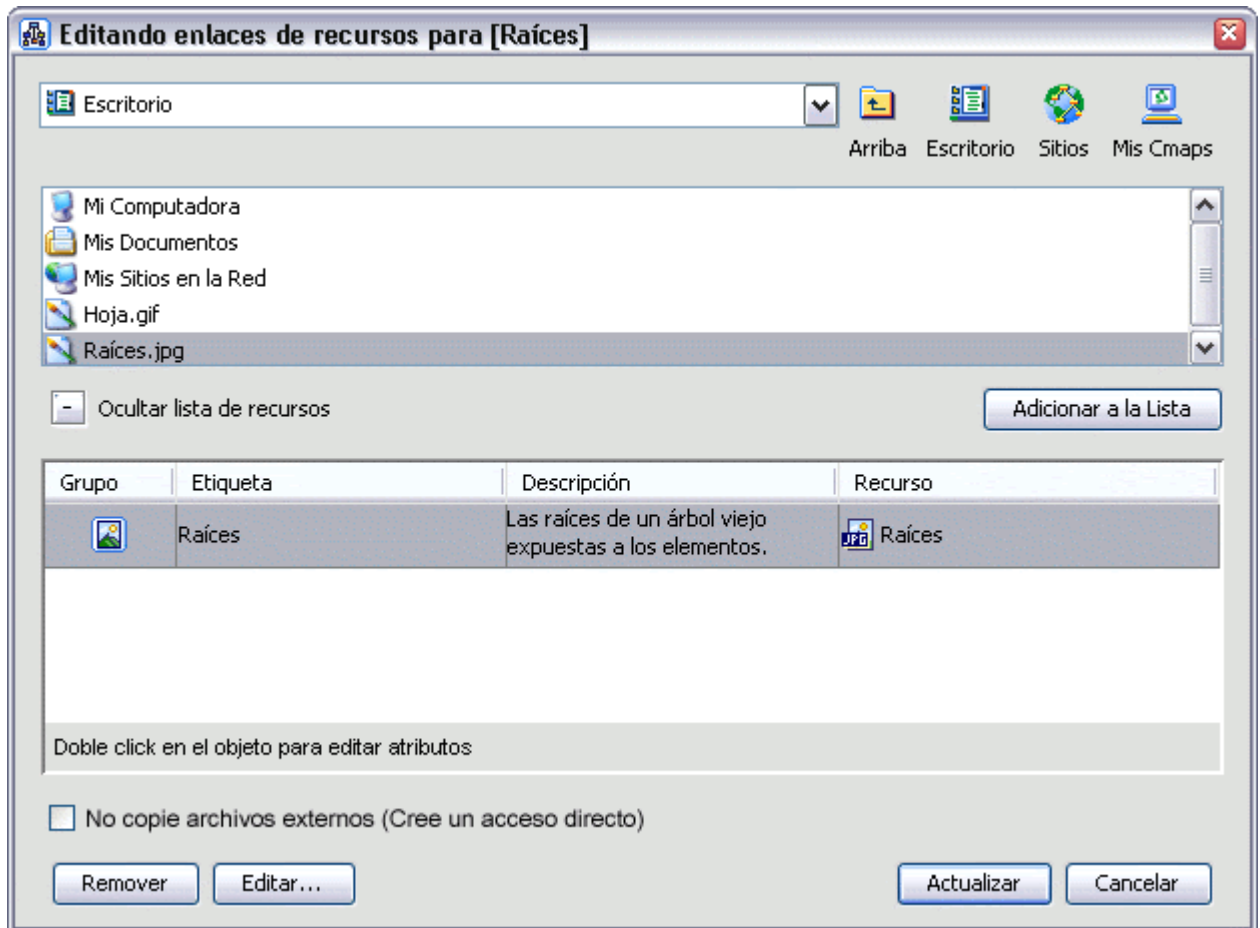 Editando enlaces de recursos para [Raíces]
Escritorio
Arriba Escritorio Sitios Mis Cmaps
Mi Computadora
Mis Documentos
Mis Sitios en la Red
Hoja.gif
Raíces.jpg
- Ocultar lista de recursos
Adicionar a la Lista
Grupo Etiqueta Descripción Recurso
Raíces
Las raíces de un árbol viejo
expuestas a los elementos.
JPG Raíces
Doble click en el objeto para editar atributos
No copie archivos externos (Cree un acceso directo)
Remover Editar... Actualizar Cancelar